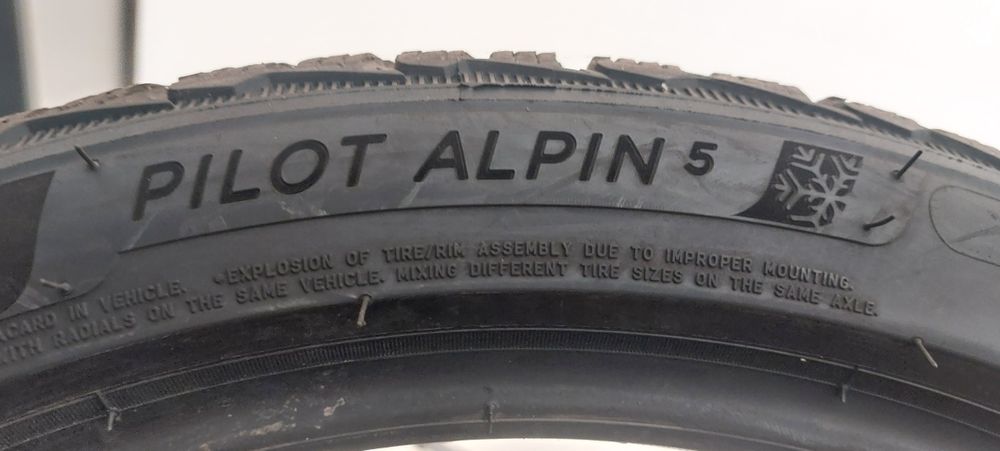 PILOT ALPIN 5
IN VEHICLE. •EXPLOSION OF TIRE/RIM ASSEMBLY DUE TO IMPROPER MOUNTING.
WITH RADIALS ON THE SAME VEHICLE. MIXING DIFFERENT TIRE SIZES ON THE SAME AXLE.